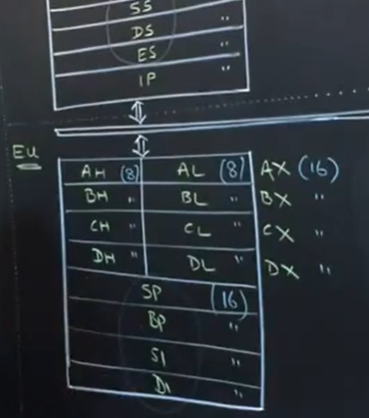 SS
DS "
ES "
IP "
EU
AH (8) AL (8) AX (16)
BH " BL " BX "
CH " CL " CX "
DH " DL " DX "
SP (16)
BP "
SI "
DI "